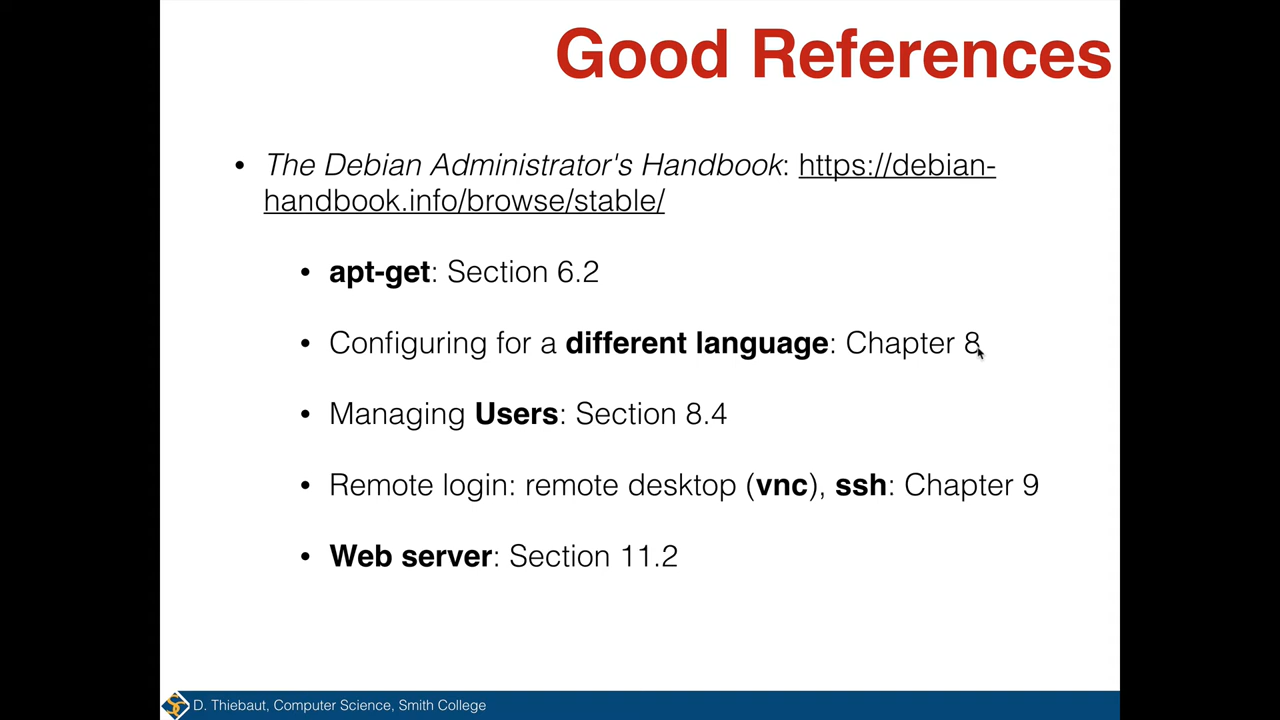 Good References
• The Debian Administrator's Handbook: https://debian-
handbook.info/browse/stable/
• apt-get: Section 6.2
• Configuring for a different language: Chapter 8
• Managing Users: Section 8.4
• Remote login: remote desktop (vnc), ssh: Chapter 9
• Web server: Section 11.2
D. Thiebaut, Computer Science, Smith College